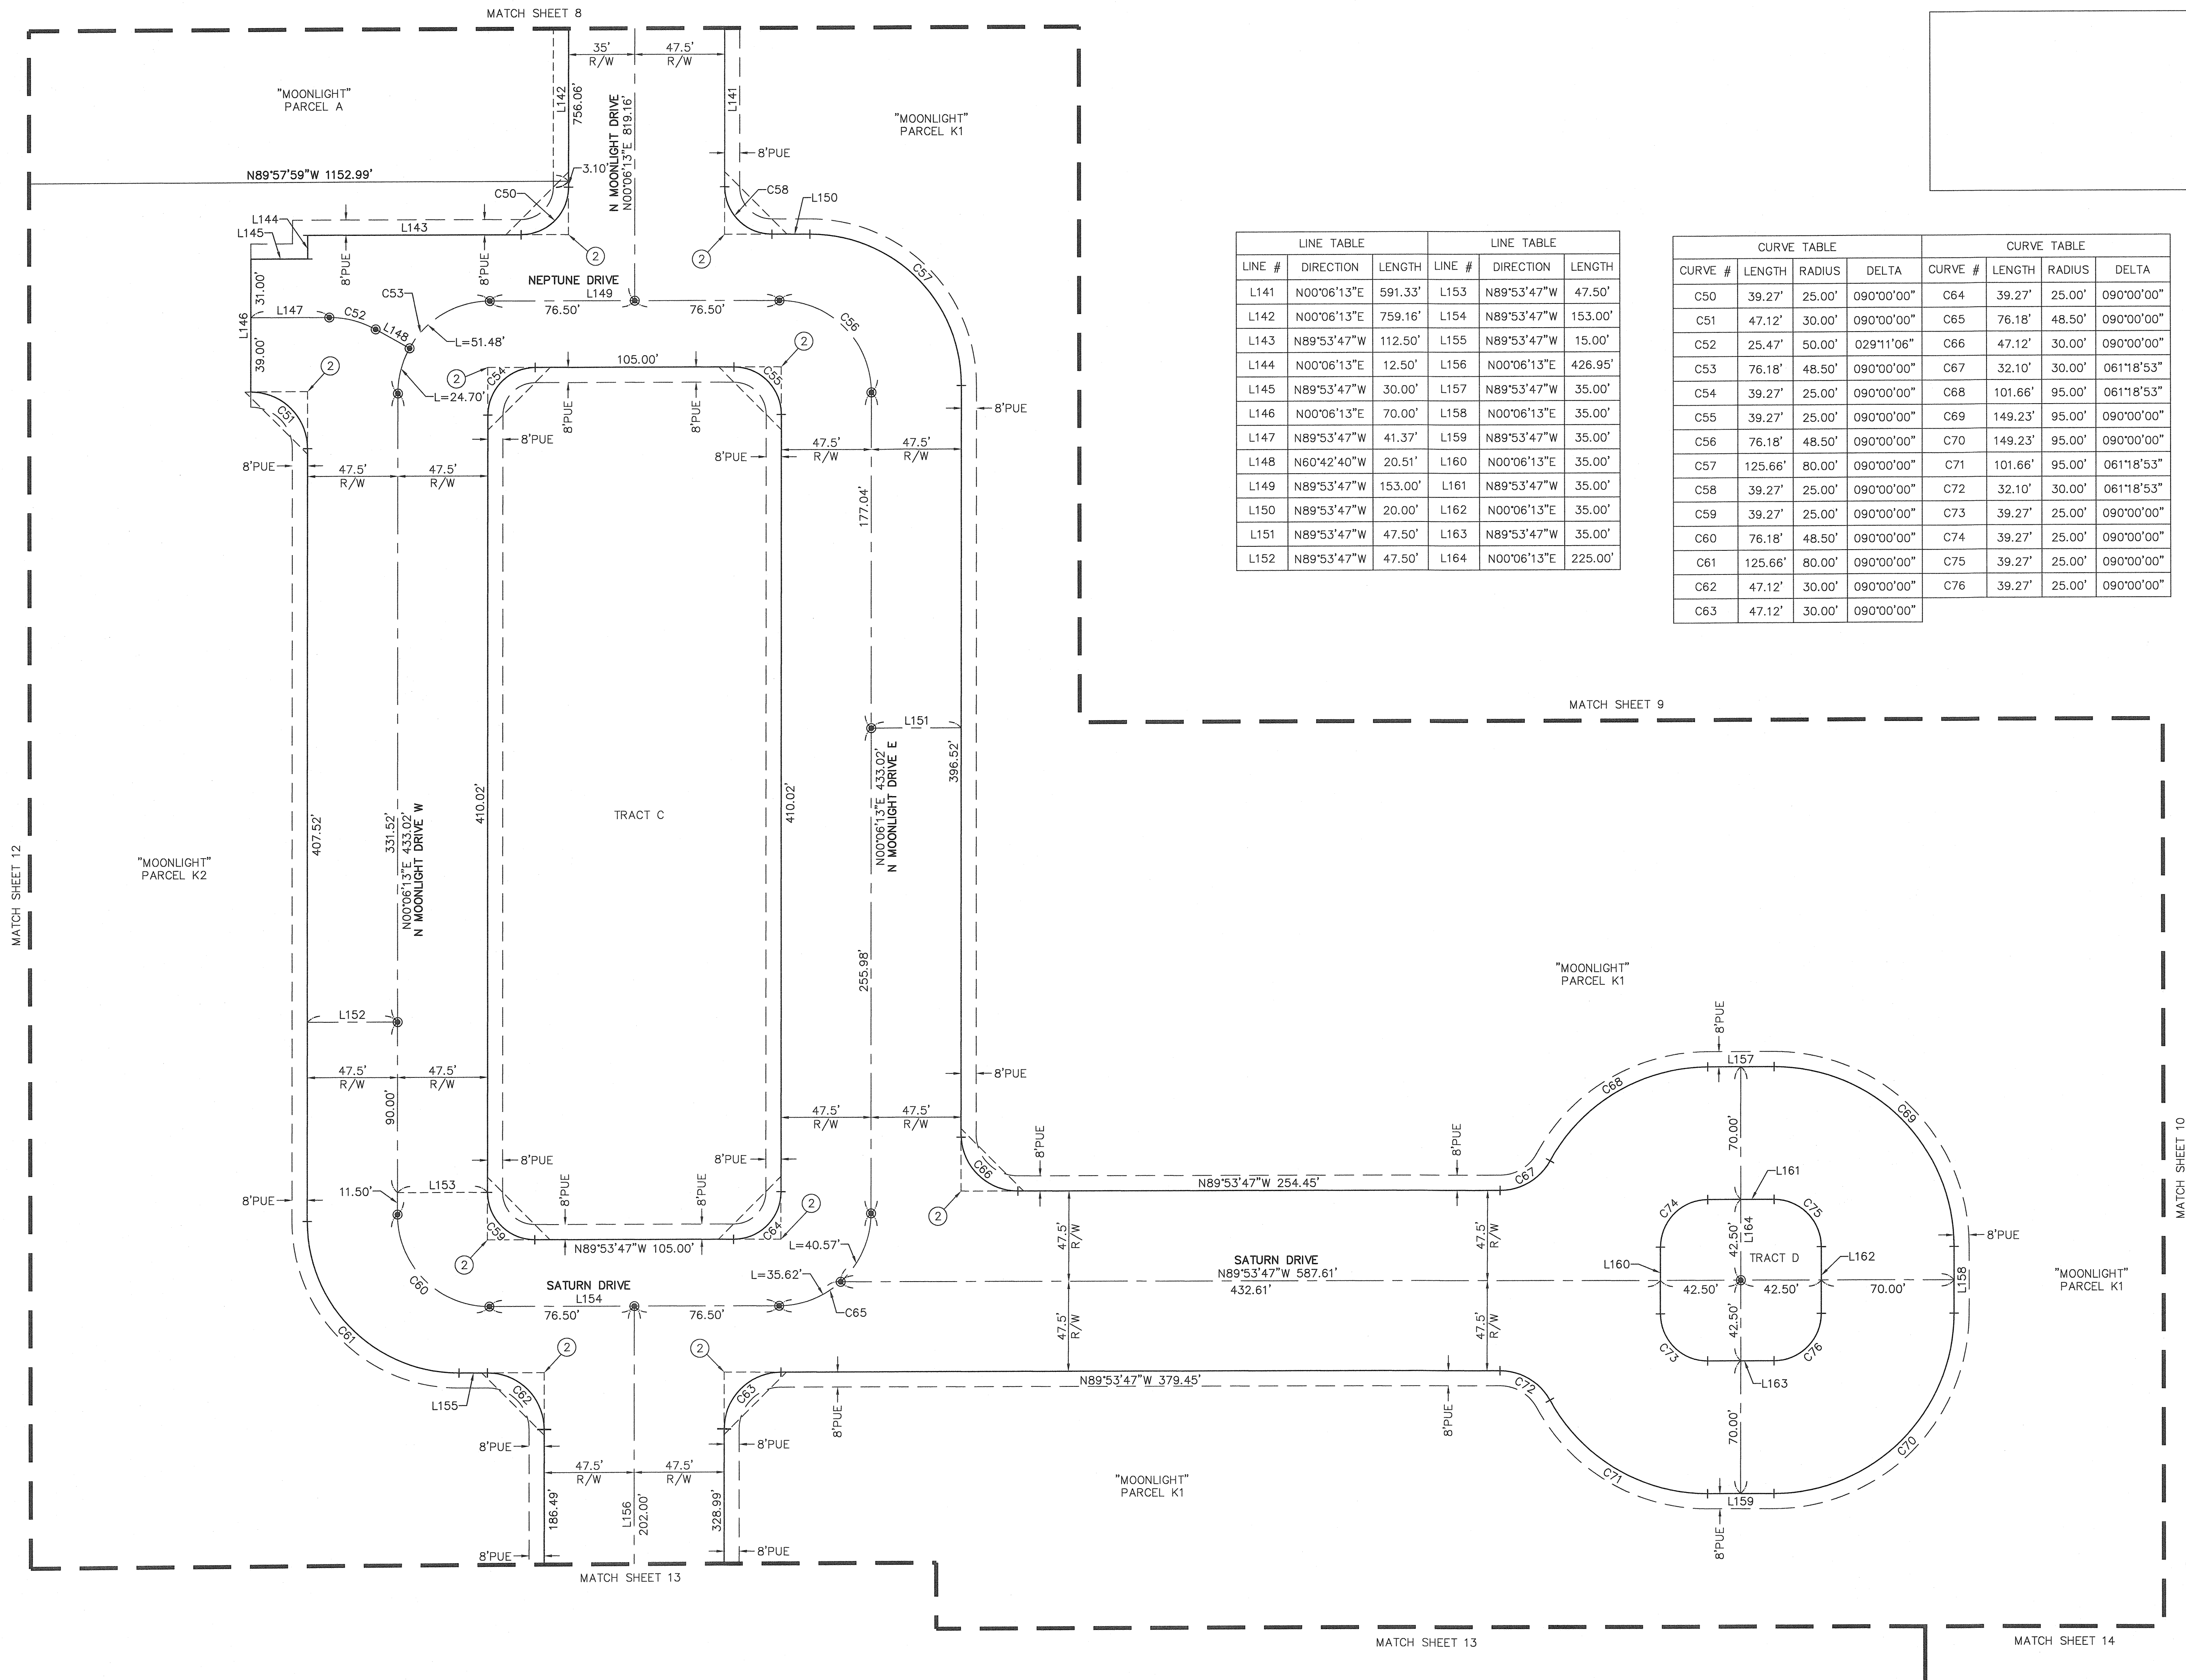 MATCH SHEET 8
35'
R/W
47.5'
R/W
"MOONLIGHT"
PARCEL A
L142
756.06'
N MOONLIGHT DRIVE
N00°06'13"E 819.16'
L141
"MOONLIGHT"
PARCEL K1
8'PUE
N89°57'59"W 1152.99'
3.10'
C50
C58
L150
L144
L143
L145
8'PUE
8'PUE
2
2
C57
NEPTUNE DRIVE
L149
76.50'
76.50'
31.00'
L147
C52
C53
L148
L=51.48'
C56
L146
39.00'
2
2
105.00'
2
C54
C55
L=24.70'
C51
8'PUE
8'PUE
8'PUE
8'PUE
8'PUE
8'PUE
47.5'
R/W
47.5'
R/W
47.5'
R/W
47.5'
R/W
8'PUE
177.04'
LINE TABLE
LINE TABLE
LINE # DIRECTION LENGTH LINE # DIRECTION LENGTH
L141 N00°06'13"E 591.33' L153 N89°53'47"W 47.50'
L142 N00°06'13"E 759.16' L154 N89°53'47"W 153.00'
L143 N89°53'47"W 112.50' L155 N89°53'47"W 15.00'
L144 N00°06'13"E 12.50' L156 N00°06'13"E 426.95'
L145 N89°53'47"W 30.00' L157 N89°53'47"W 35.00'
L146 N00°06'13"E 70.00' L158 N00°06'13"E 35.00'
L147 N89°53'47"W 41.37' L159 N89°53'47"W 35.00'
L148 N60°42'40"W 20.51' L160 N00°06'13"E 35.00'
L149 N89°53'47"W 153.00' L161 N89°53'47"W 35.00'
L150 N89°53'47"W 20.00' L162 N00°06'13"E 35.00'
L151 N89°53'47"W 47.50' L163 N89°53'47"W 35.00'
L152 N89°53'47"W 47.50' L164 N00°06'13"E 225.00'
CURVE TABLE
CURVE TABLE
CURVE # LENGTH RADIUS DELTA CURVE # LENGTH RADIUS DELTA
C50 39.27' 25.00' 090°00'00" C64 39.27' 25.00' 090°00'00"
C51 47.12' 30.00' 090°00'00" C65 76.18' 48.50' 090°00'00"
C52 25.47' 50.00' 029°11'06" C66 47.12' 30.00' 090°00'00"
C53 76.18' 48.50' 090°00'00" C67 32.10' 30.00' 061°18'53"
C54 39.27' 25.00' 090°00'00" C68 101.66' 95.00' 061°18'53"
C55 39.27' 25.00' 090°00'00" C69 149.23' 95.00' 090°00'00"
C56 76.18' 48.50' 090°00'00" C70 149.23' 95.00' 090°00'00"
C57 125.66' 80.00' 090°00'00" C71 101.66' 95.00' 061°18'53"
C58 39.27' 25.00' 090°00'00" C72 32.10' 30.00' 061°18'53"
C59 39.27' 25.00' 090°00'00" C73 39.27' 25.00' 090°00'00"
C60 76.18' 48.50' 090°00'00" C74 39.27' 25.00' 090°00'00"
C61 125.66' 80.00' 090°00'00" C75 39.27' 25.00' 090°00'00"
C62 47.12' 30.00' 090°00'00" C76 39.27' 25.00' 090°00'00"
C63 47.12' 30.00' 090°00'00"
MATCH SHEET 9
L151
N00°06'13"E 433.02'
N MOONLIGHT DRIVE E
396.52'
TRACT C
410.02'
410.02'
331.52'
N00°06'13"E 433.02'
N MOONLIGHT DRIVE W
407.52'
"MOONLIGHT"
PARCEL K2
MATCH SHEET 12
255.98'
L152
47.5'
R/W
47.5'
R/W
90.00'
47.5'
R/W
47.5'
R/W
8'PUE
"MOONLIGHT"
PARCEL K1
8'PUE
8'PUE
8'PUE
8'PUE
8'PUE
8'PUE
8'PUE
11.50'
L153
C59
C64
2
2
N89°53'47"W 105.00'
C66
2
N89°53'47"W 254.45'
C67
C68
L157
8'PUE
C69
70.00'
L161
C74
C75
42.50'
L164
TRACT D
L160
L162
42.50'
42.50'
70.00'
L158
8'PUE
"MOONLIGHT"
PARCEL K1
MATCH SHEET 10
42.50'
C73
C76
L163
70.00'
C70
C71
L159
8'PUE
47.5'
R/W
47.5'
R/W
SATURN DRIVE
N89°53'47"W 587.61'
432.61'
47.5'
R/W
47.5'
R/W
L=40.57'
L=35.62'
C65
SATURN DRIVE
L154
76.50'
76.50'
C60
C61
L155
C62
2
2
C63
N89°53'47"W 379.45'
C72
8'PUE
8'PUE
8'PUE
8'PUE
47.5'
R/W
47.5'
R/W
186.49'
L156
202.00'
328.99'
"MOONLIGHT"
PARCEL K1
8'PUE
8'PUE
MATCH SHEET 13
MATCH SHEET 13
MATCH SHEET 14